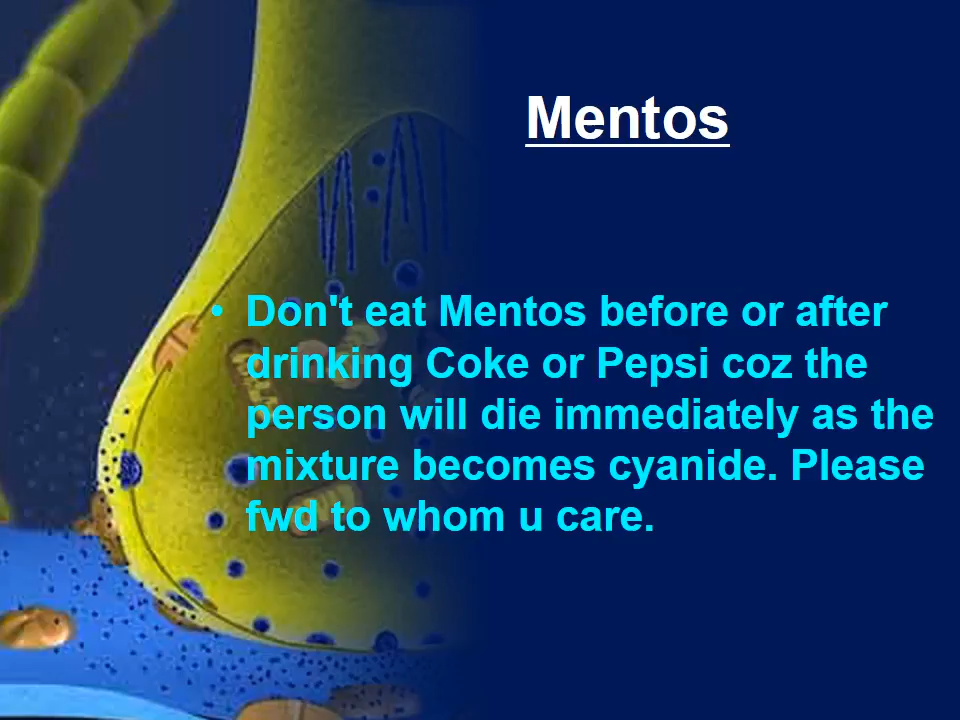 Mentos
• Don't eat Mentos before or after
drinking Coke or Pepsi coz the
person will die immediately as the
mixture becomes cyanide. Please
fwd to whom u care.